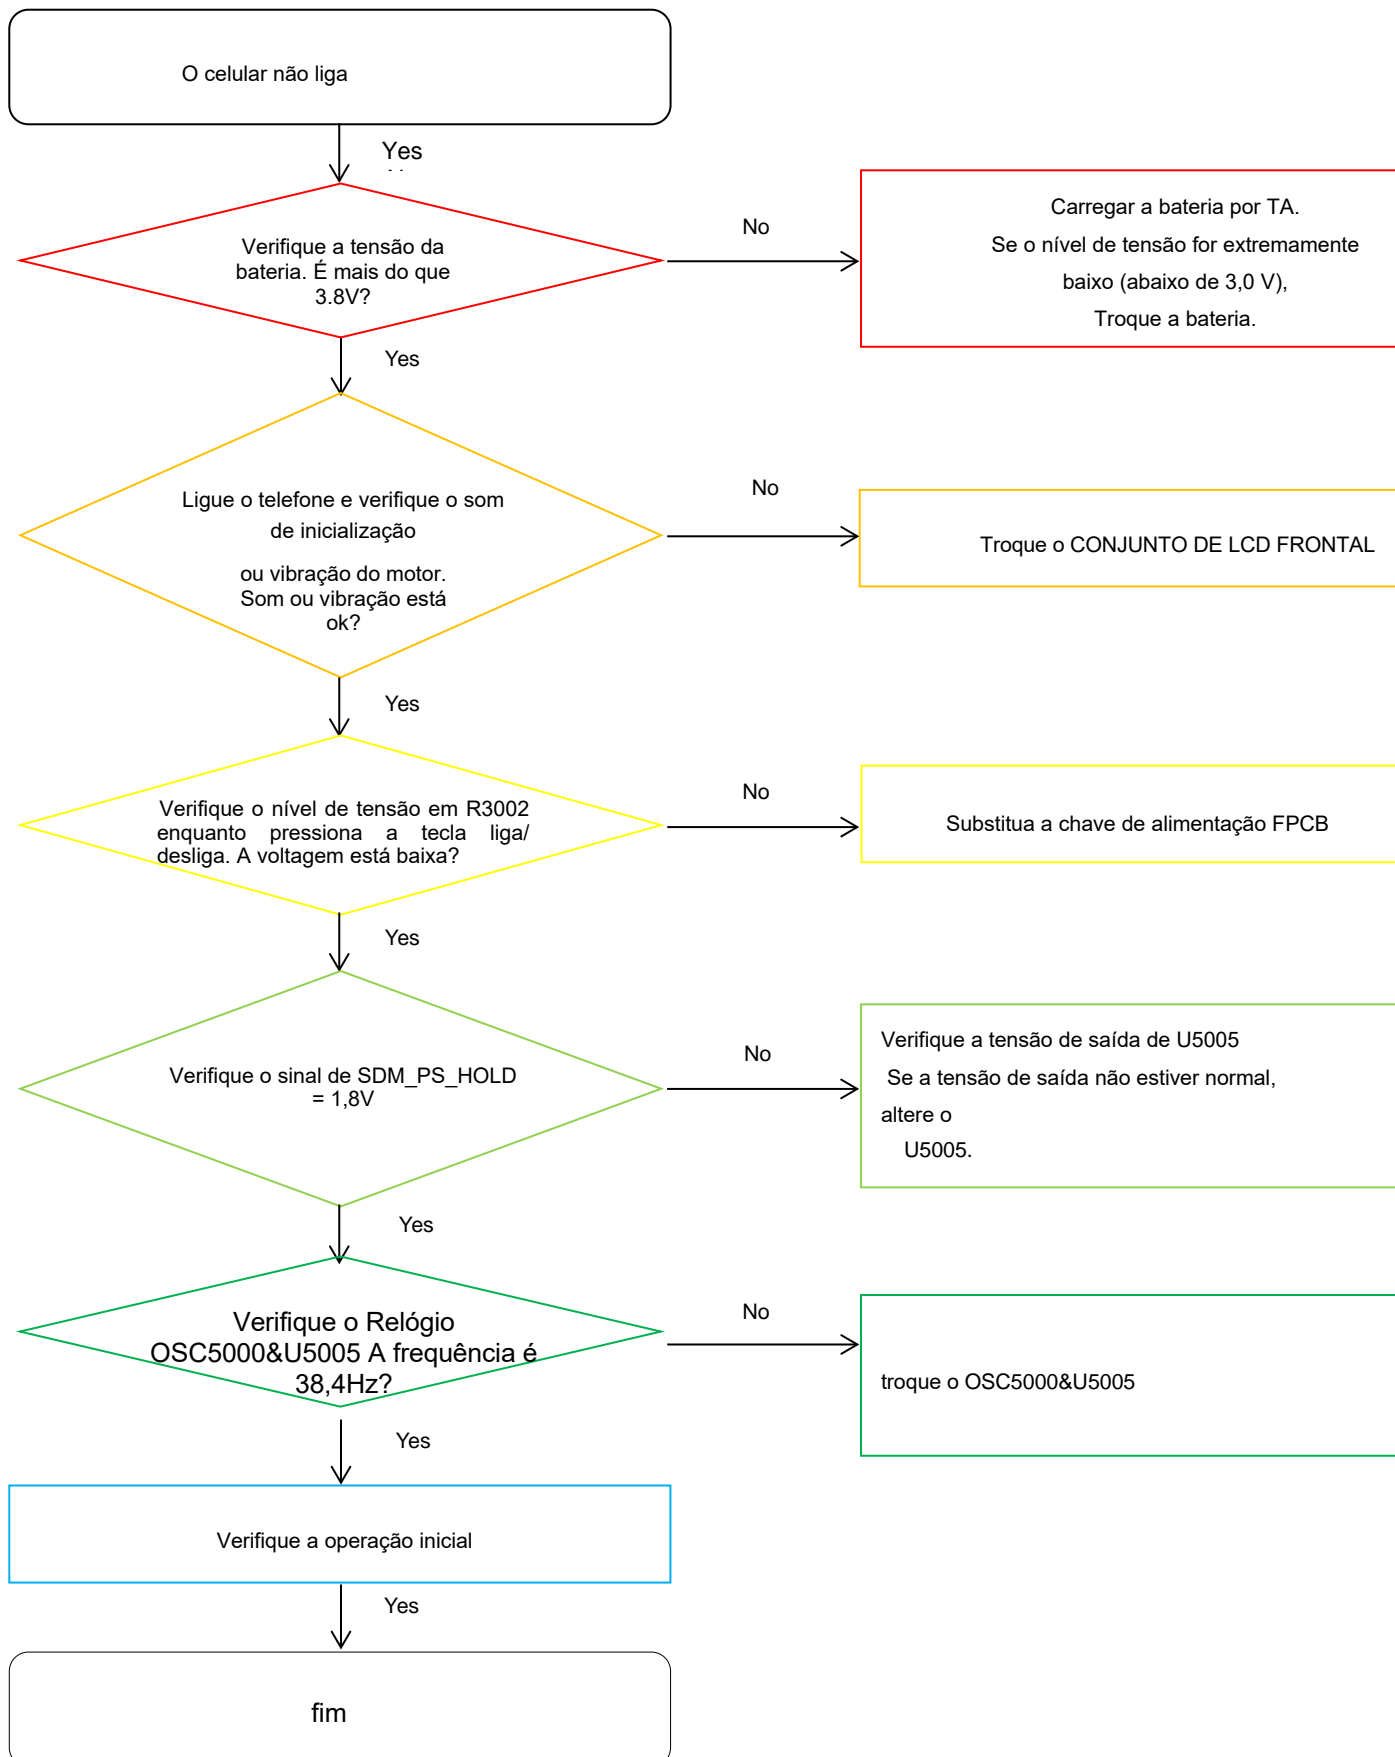 O celular não liga
Yes
Verifique a tensão da
bateria. É mais do que
3.8V?
No
Carregar a bateria por TA.
Se o nível de tensão for extremamente
baixo (abaixo de 3,0 V),
Troque a bateria.
Yes
Ligue o telefone e verifique o som
de inicialização
ou vibração do motor.
Som ou vibração está
ok?
No
Troque o CONJUNTO DE LCD FRONTAL
Yes
Verifique o nível de tensão em R3002
enquanto pressiona a tecla liga/
desliga. A voltagem está baixa?
No
Substitua a chave de alimentação FPCB
Yes
Verifique o sinal de SDM_PS_HOLD
= 1,8V
No
Verifique a tensão de saída de U5005
Se a tensão de saída não estiver normal,
altere o
U5005.
Yes
Verifique o Relógio
OSC5000&U5005 A frequência é
38,4Hz?
No
troque o OSC5000&U5005
Yes
Verifique a operação inicial
Yes
fim